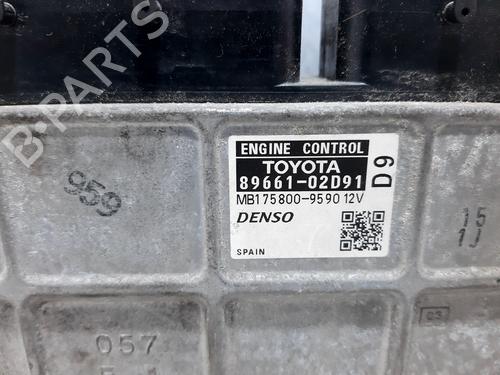 B-PARTS
959
ENGINE CONTROL
TOYOTA
89661-02D91
D9
MB175800-9590 12V
DENSO
SPAIN
15
1J
057